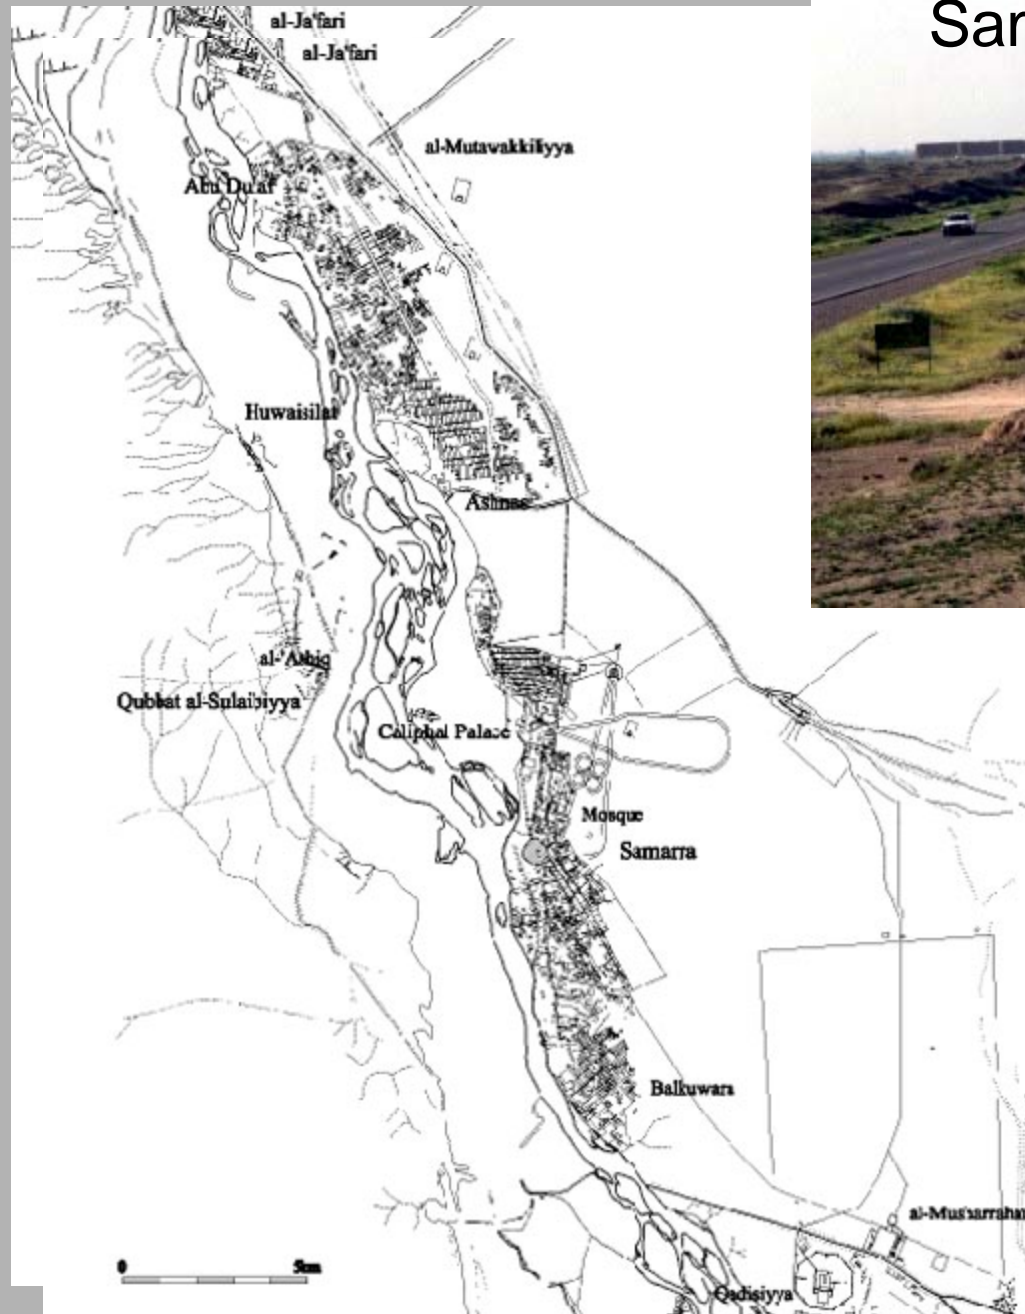 Sar
al-Ja'fari
al-Ja'fari
al-Mutawakkiliyya
Abu Dulaf
Huwaisilat
Ashnas
al-'Ashiq
Qubbat al-Sulaibiyya
Caliphal Palace
Mosque
Samarra
Balkuwara
al-Musharrahat
Qadisiyya
0 5km